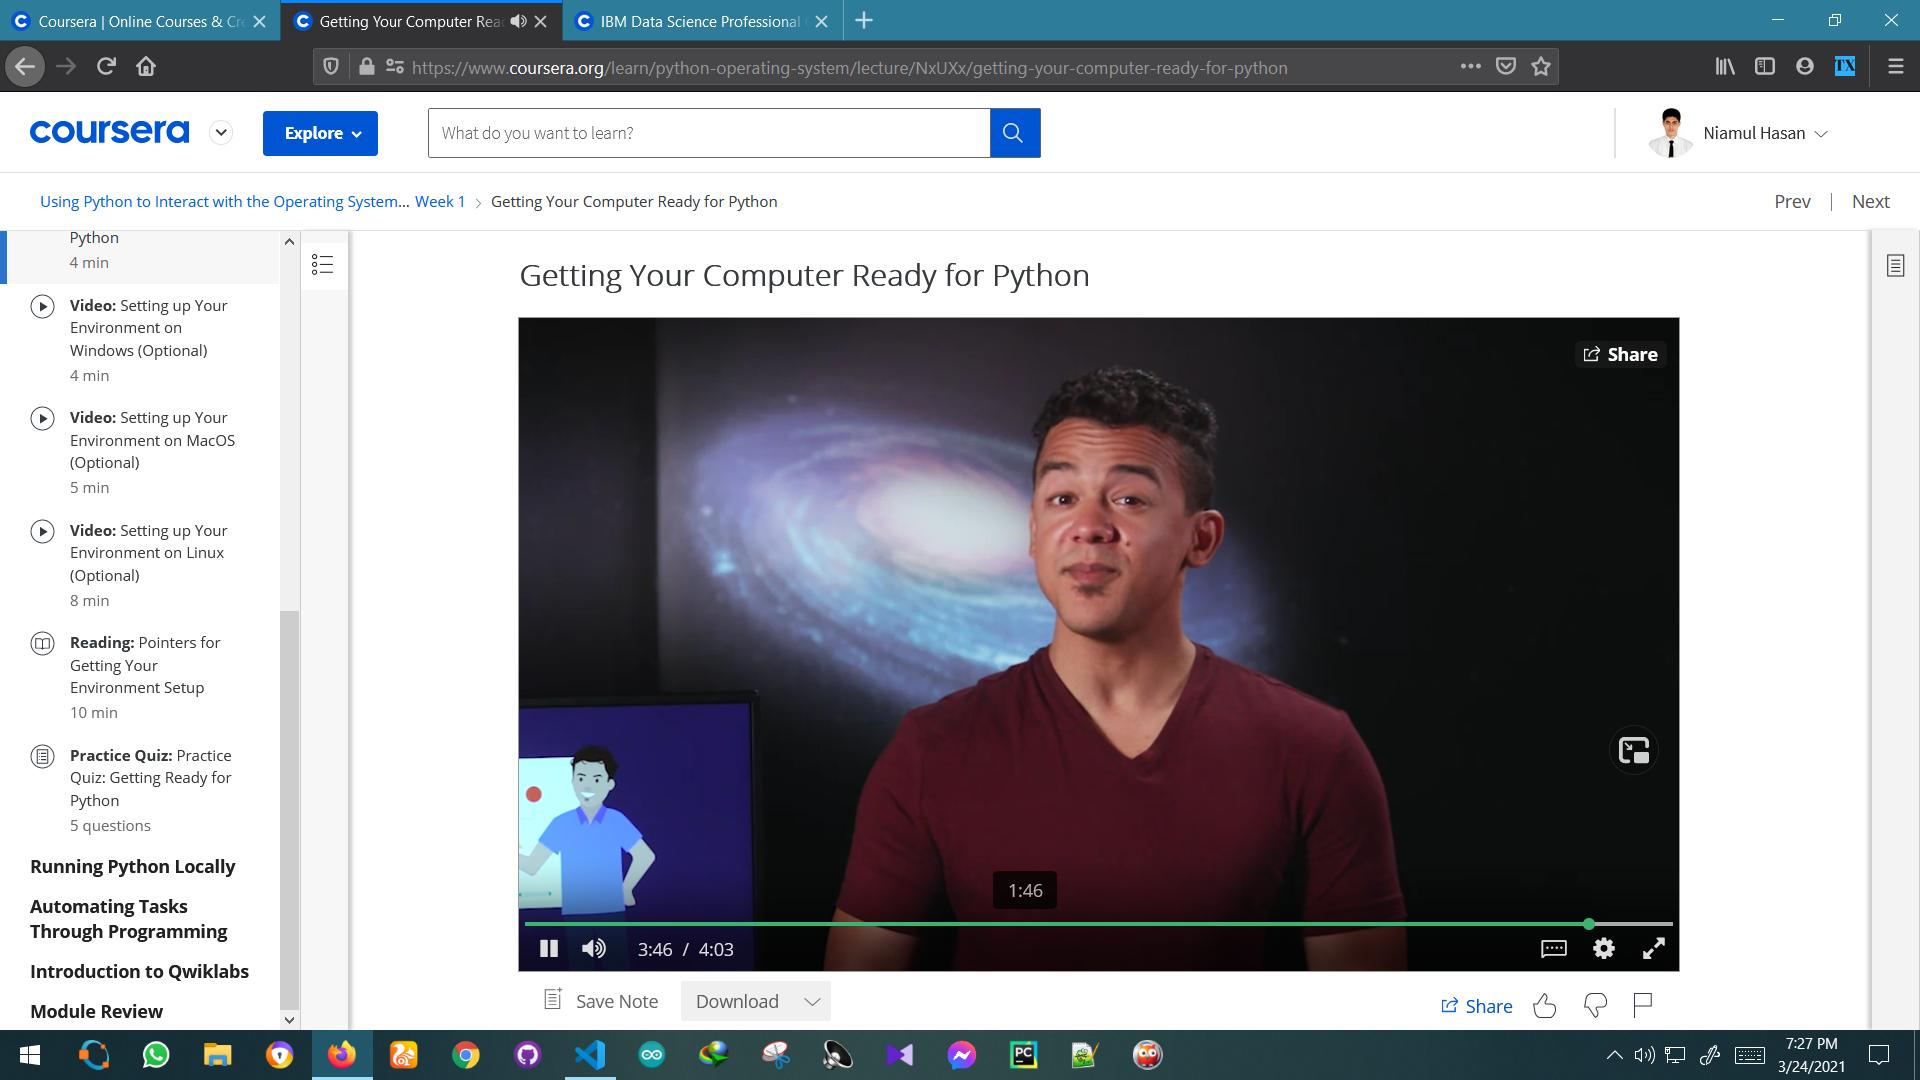 Coursera | Online Courses & Cr
Getting Your Computer Rea
IBM Data Science Professional
https://www.coursera.org/learn/python-operating-system/lecture/NxUXx/getting-your-computer-ready-for-python
TX
coursera
Explore
What do you want to learn?
Niamul Hasan
Using Python to Interact with the Operating System... Week 1 > Getting Your Computer Ready for Python
Prev | Next
Python
4 min
Video: Setting up Your
Environment on
Windows (Optional)
4 min
Video: Setting up Your
Environment on MacOS
(Optional)
5 min
Video: Setting up Your
Environment on Linux
(Optional)
8 min
Reading: Pointers for
Getting Your
Environment Setup
10 min
Practice Quiz: Practice
Quiz: Getting Ready for
Python
5 questions
Running Python Locally
Automating Tasks
Through Programming
Introduction to Qwiklabs
Module Review
Getting Your Computer Ready for Python
Share
1:46
3:46 / 4:03
Save Note
Download
Share
PC
7:27 PM
3/24/2021